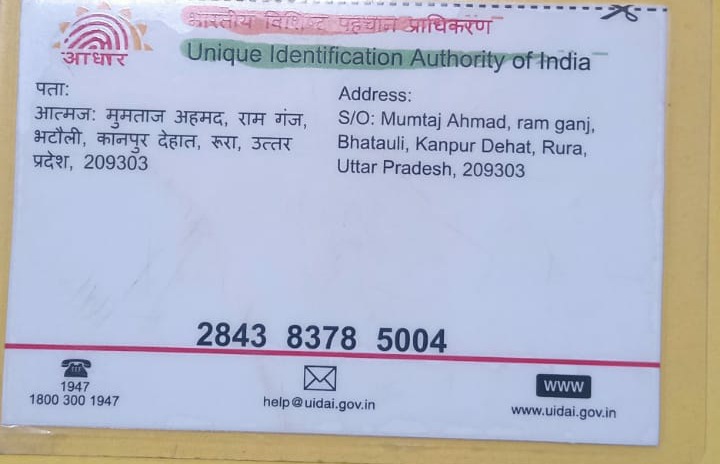 भारतीय विशिष्ट पहचान प्राधिकरण
Unique Identification Authority of India
आधार
पता:
आत्मज: मुमताज अहमद, राम गंज,
भटौली, कानपुर देहात, रूरा, उत्तर
प्रदेश, 209303
Address:
S/O: Mumtaj Ahmad, ram ganj,
Bhatauli, Kanpur Dehat, Rura,
Uttar Pradesh, 209303
2843 8378 5004
1947
1800 300 1947
help@uidai.gov.in
WWW
www.uidai.gov.in